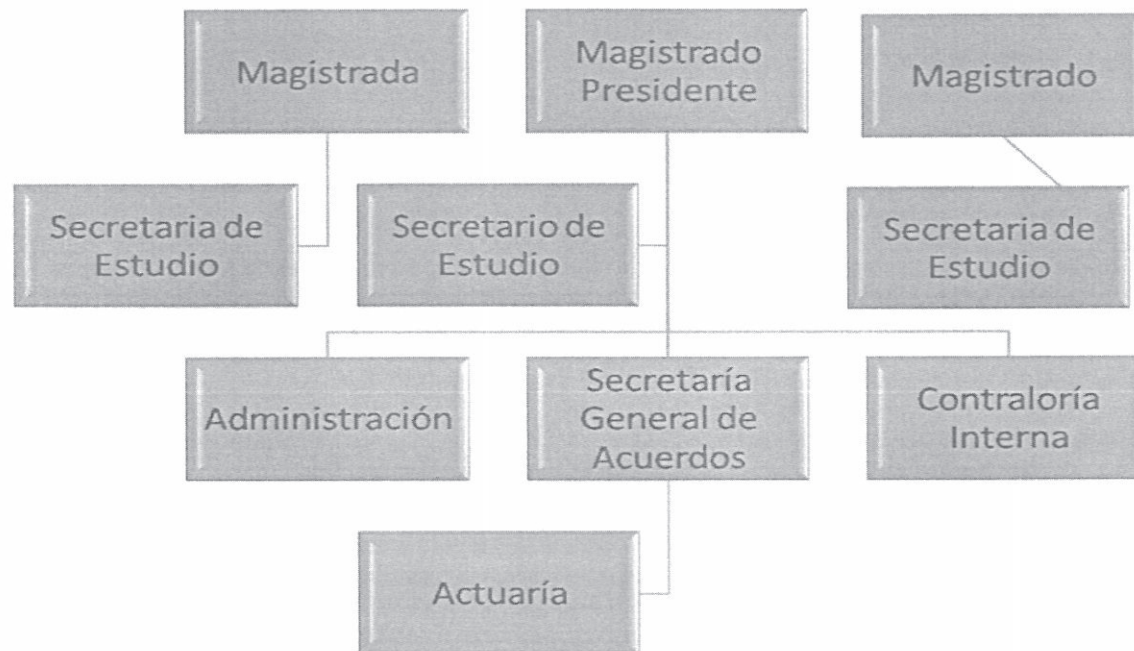 Magistrada
Magistrado
Presidente
Magistrado
Secretaria de
Estudio
Secretario de
Estudio
Secretaria de
Estudio
Administración
Secretaría
General de
Acuerdos
Contraloría
Interna
Actuaría